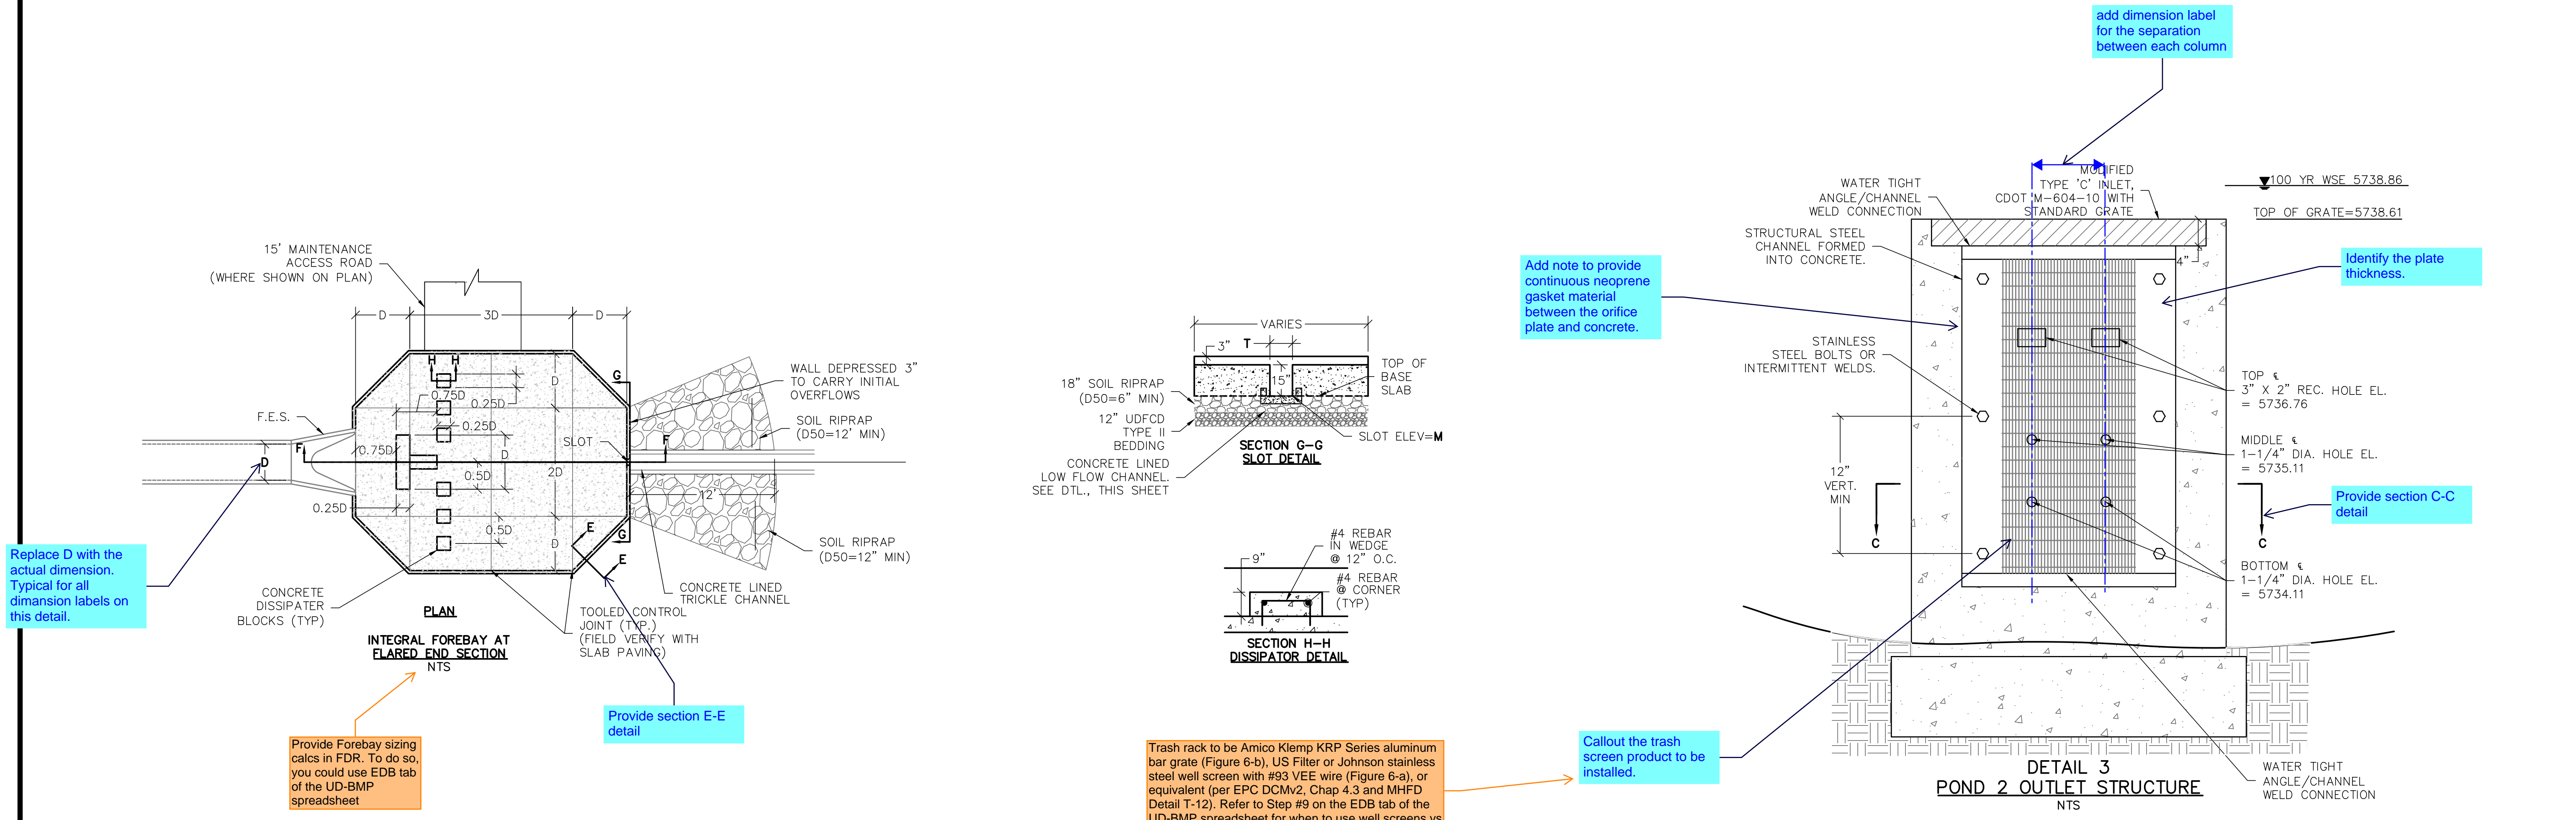 add dimension label
for the separation
between each column
15' MAINTENANCE
ACCESS ROAD
(WHERE SHOWN ON PLAN)
D
3D
D
H H
G
D
0.75D
0.25D
0.25D
F.E.S.
F
D
0.75D
SLOT
F
D
2D
0.5D
12'
0.25D
0.5D
D
E
G
E
WALL DEPRESSED 3"
TO CARRY INITIAL
OVERFLOWS
SOIL RIPRAP
(D50=12' MIN)
SOIL RIPRAP
(D50=12" MIN)
CONCRETE LINED
TRICKLE CHANNEL
CONCRETE
DISSIPATER
BLOCKS (TYP)
TOOLED CONTROL
JOINT (TYP.)
(FIELD VERIFY WITH
SLAB PAVING)
PLAN
INTEGRAL FOREBAY AT
FLARED END SECTION
NTS
Replace D with the
actual dimension.
Typical for all
dimansion labels on
this detail.
Provide Forebay sizing
calcs in FDR. To do so,
you could use EDB tab
of the UD-BMP
spreadsheet
Provide section E-E
detail
VARIES
3"
T
15"
TOP OF
BASE
SLAB
18" SOIL RIPRAP
(D50=6" MIN)
12" UDFCD
TYPE II
BEDDING
SLOT ELEV=M
SECTION G-G
SLOT DETAIL
CONCRETE LINED
LOW FLOW CHANNEL.
SEE DTL., THIS SHEET
9"
#4 REBAR
IN WEDGE
@ 12" O.C.
#4 REBAR
@ CORNER
(TYP)
SECTION H-H
DISSIPATOR DETAIL
Trash rack to be Amico Klemp KRP Series aluminum
bar grate (Figure 6-b), US Filter or Johnson stainless
steel well screen with #93 VEE wire (Figure 6-a), or
equivalent (per EPC DCMv2, Chap 4.3 and MHFD
Detail T-12). Refer to Step #9 on the EDB tab of the
UD-BMP spreadsheet for when to use well screens vs
Callout the trash
screen product to be
installed.
Add note to provide
continuous neoprene
gasket material
between the orifice
plate and concrete.
WATER TIGHT
ANGLE/CHANNEL
WELD CONNECTION
MODIFIED
TYPE 'C' INLET,
CDOT M-604-10 WITH
STANDARD GRATE
100 YR WSE 5738.86
TOP OF GRATE=5738.61
STRUCTURAL STEEL
CHANNEL FORMED
INTO CONCRETE.
4"
Identify the plate
thickness.
STAINLESS
STEEL BOLTS OR
INTERMITTENT WELDS.
TOP ℄
3" X 2" REC. HOLE EL.
= 5736.76
MIDDLE ℄
1-1/4" DIA. HOLE EL.
= 5735.11
12"
VERT.
MIN
C
C
Provide section C-C
detail
BOTTOM ℄
1-1/4" DIA. HOLE EL.
= 5734.11
WATER TIGHT
ANGLE/CHANNEL
WELD CONNECTION
DETAIL 3
POND 2 OUTLET STRUCTURE
NTS